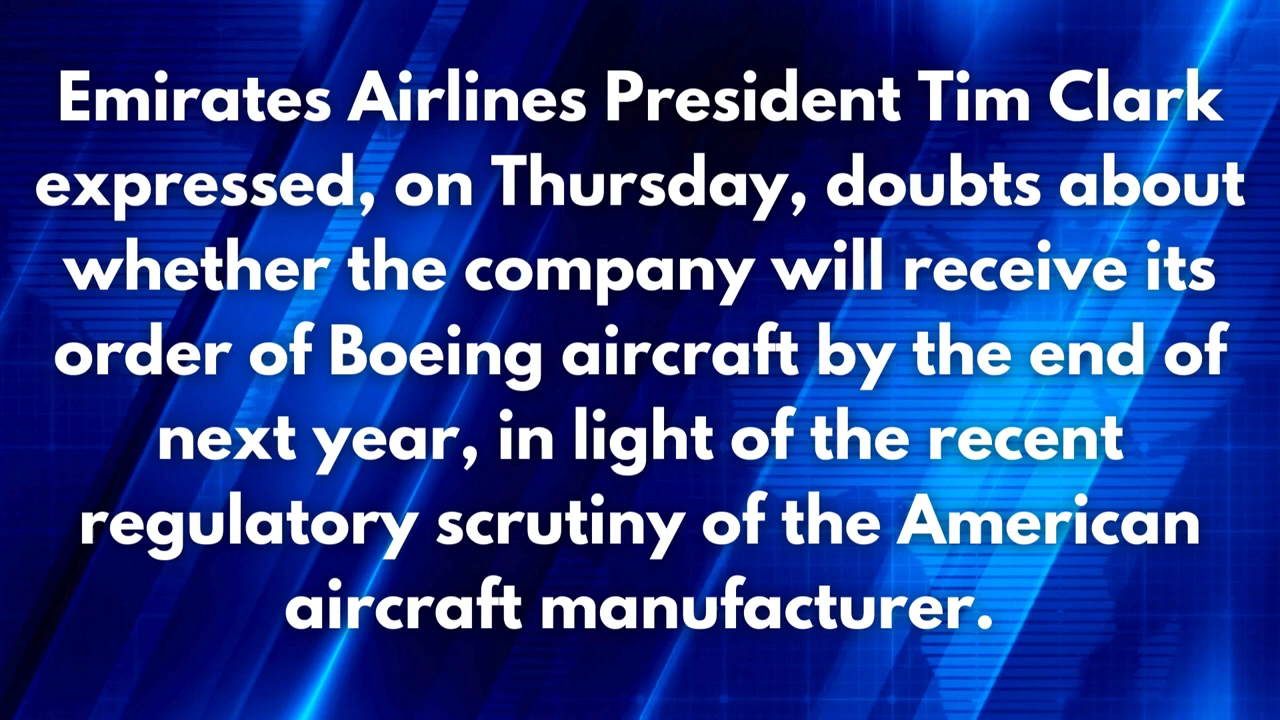 Emirates Airlines President Tim Clark
expressed, on Thursday, doubts about
whether the company will receive its
order of Boeing aircraft by the end of
next year, in light of the recent
regulatory scrutiny of the American
aircraft manufacturer.